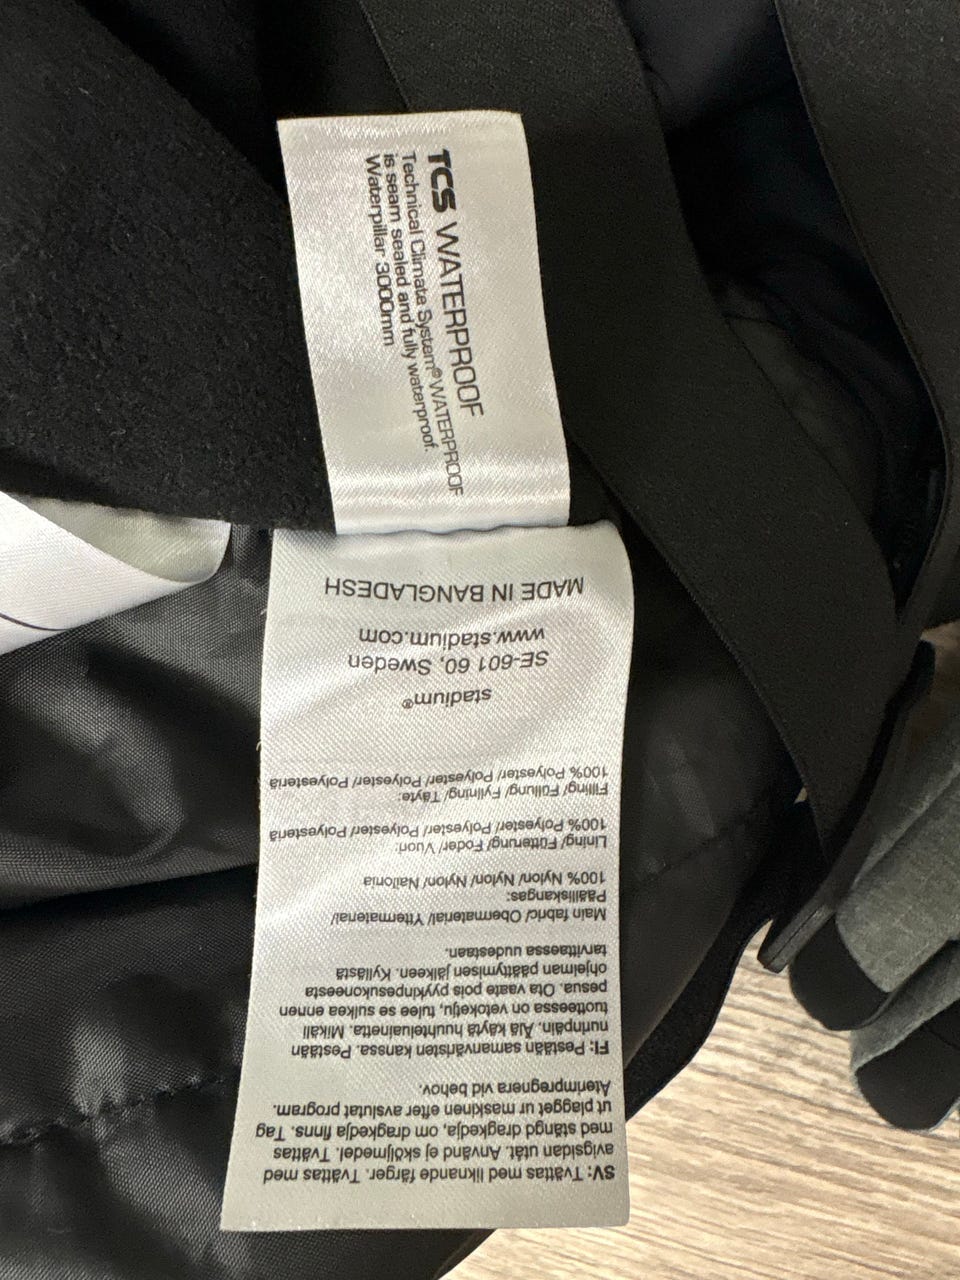 TCS WATERPROOF
Technical Climate System® WATERPROOF
is seam sealed and fully waterproof.
Waterpillar 3000mm
SV: Tvättas med liknande färger. Tvättas med
avigsidan utåt. Använd ej sköljmedel. Tvättas
med stängd dragkedja, om dragkedja finns. Tag
ut plagget ur maskinen efter avslutat program.
Återimpregnera vid behov.
FI: Pestään samanväristen kanssa. Pestään
nurinpäin. Älä käytä huuhteluainetta. Mikäli
tuotteessa on vetoketju, tulee se sulkea ennen
pesua. Ota vaate pois pyykinpesukoneesta
ohjelman päättymisen jälkeen. Kyllästä
tarvittaessa uudestaan.
Main fabric/ Obermaterial/ Yttermaterial/
Päälliskangas:
100% Nylon/ Nylon/ Nylon/ Nailonia
Lining/ Fütterung/ Foder/ Vuori:
100% Polyester/ Polyester/ Polyester/ Polyesteriä
Filling/ Füllung/ Fyllning/ Täyte:
100% Polyester/ Polyester/ Polyester/ Polyesteriä
stadium®
SE-601 60, Sweden
www.stadium.com
MADE IN BANGLADESH